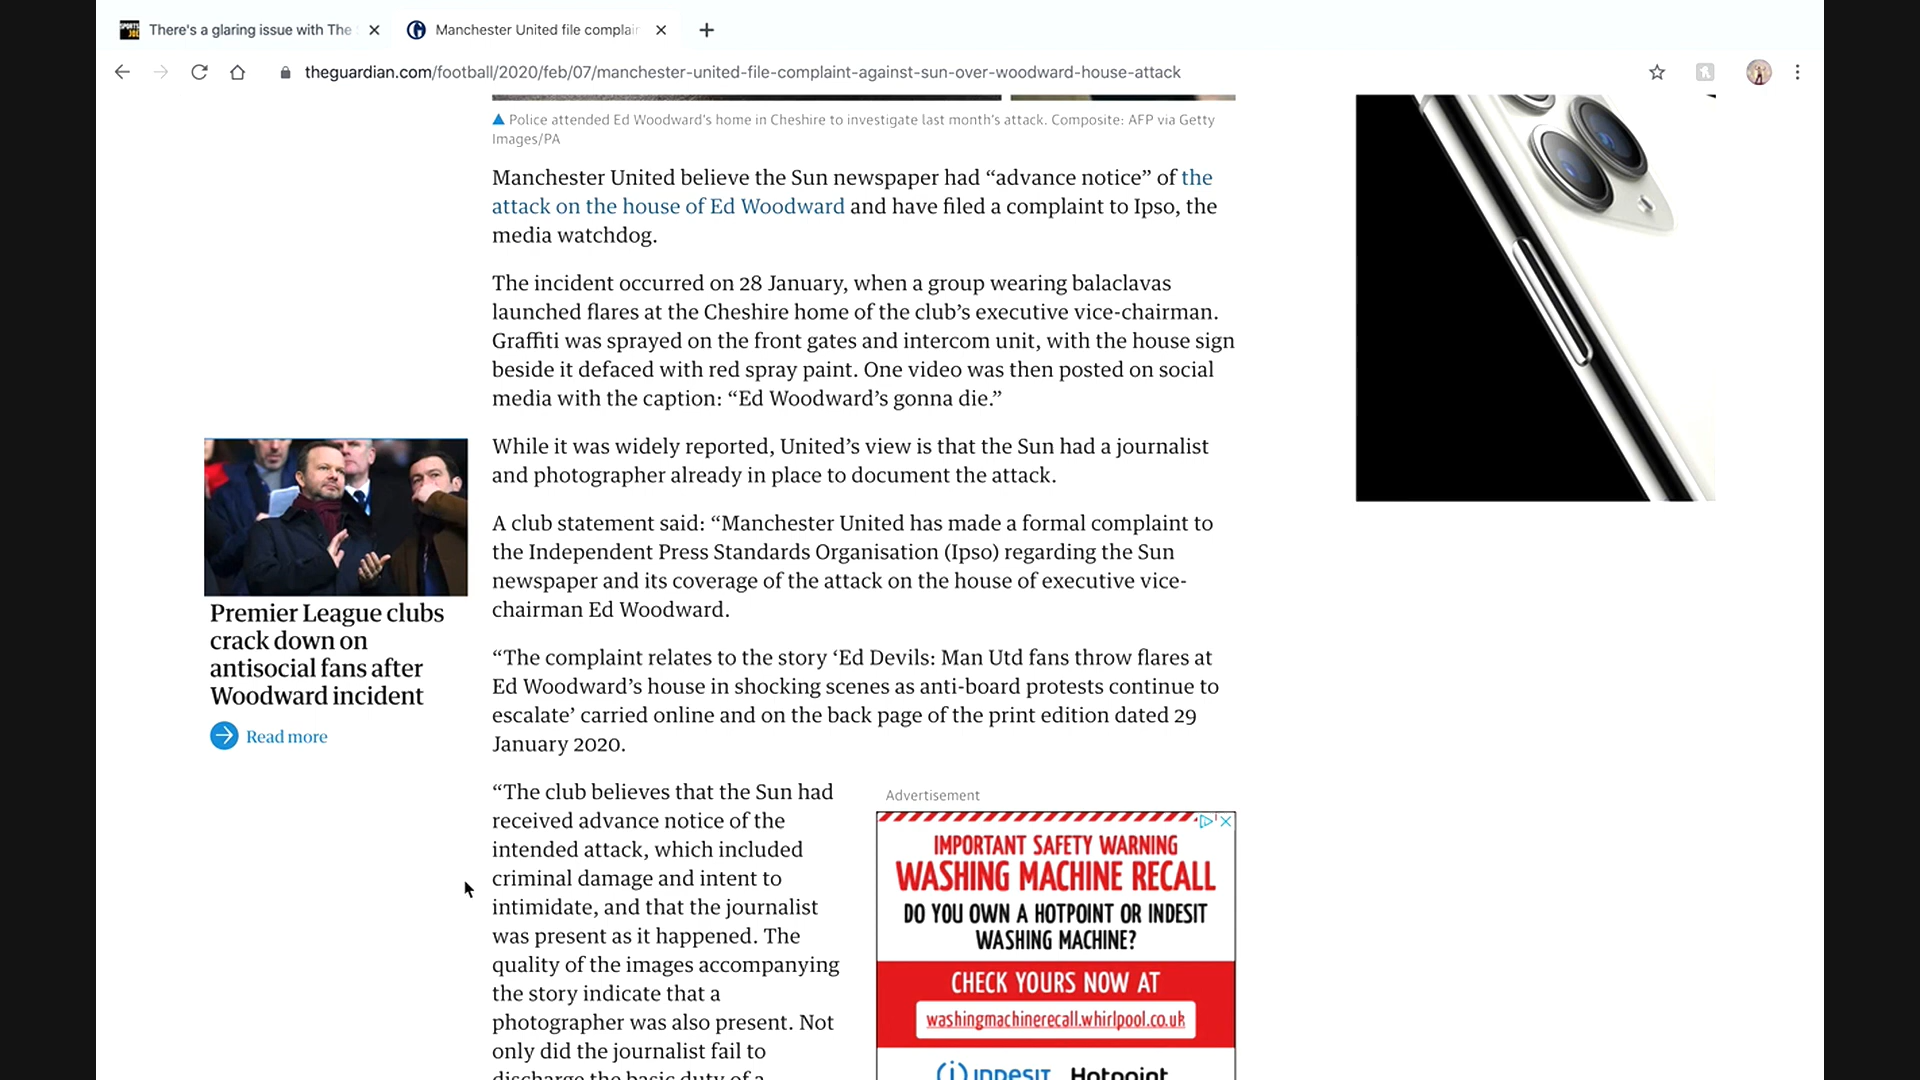 There's a glaring issue with The
Manchester United file complai
theguardian.com/football/2020/feb/07/manchester-united-file-complaint-against-sun-over-woodward-house-attack
Police attended Ed Woodward's home in Cheshire to investigate last month's attack. Composite: AFP via Getty
Images/PA
Manchester United believe the Sun newspaper had “advance notice” of the
attack on the house of Ed Woodward and have filed a complaint to Ipso, the
media watchdog.
The incident occurred on 28 January, when a group wearing balaclavas
launched flares at the Cheshire home of the club’s executive vice-chairman.
Graffiti was sprayed on the front gates and intercom unit, with the house sign
beside it defaced with red spray paint. One video was then posted on social
media with the caption: “Ed Woodward’s gonna die.”
While it was widely reported, United’s view is that the Sun had a journalist
and photographer already in place to document the attack.
A club statement said: “Manchester United has made a formal complaint to
the Independent Press Standards Organisation (Ipso) regarding the Sun
newspaper and its coverage of the attack on the house of executive vice-
chairman Ed Woodward.
“The complaint relates to the story ‘Ed Devils: Man Utd fans throw flares at
Ed Woodward’s house in shocking scenes as anti-board protests continue to
escalate’ carried online and on the back page of the print edition dated 29
January 2020.
“The club believes that the Sun had
received advance notice of the
intended attack, which included
criminal damage and intent to
intimidate, and that the journalist
was present as it happened. The
quality of the images accompanying
the story indicate that a
photographer was also present. Not
only did the journalist fail to
discharge the basic duty of a
Premier League clubs
crack down on
antisocial fans after
Woodward incident
Read more
Advertisement
IMPORTANT SAFETY WARNING
WASHING MACHINE RECALL
DO YOU OWN A HOTPOINT OR INDESIT
WASHING MACHINE?
CHECK YOURS NOW AT
washingmachinerecall.whirlpool.co.uk
INDESIT Hotpoint